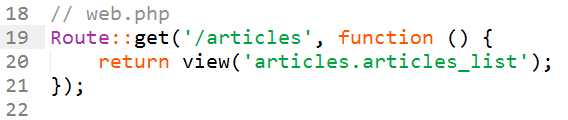 18 // web.php
19 Route::get('/articles', function () {
20     return view('articles.articles_list');
21 });
22